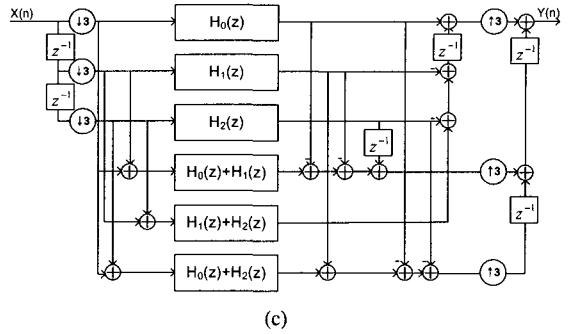 X(n) ↓3 H₀(z) ↑3 Y(n)
z⁻¹ z⁻¹ z⁻¹
↓3 H₁(z)
z⁻¹
↓3 H₂(z)
z⁻¹
H₀(z)+H₁(z) ↑3
z⁻¹
H₁(z)+H₂(z)
H₀(z)+H₂(z) ↑3
(c)